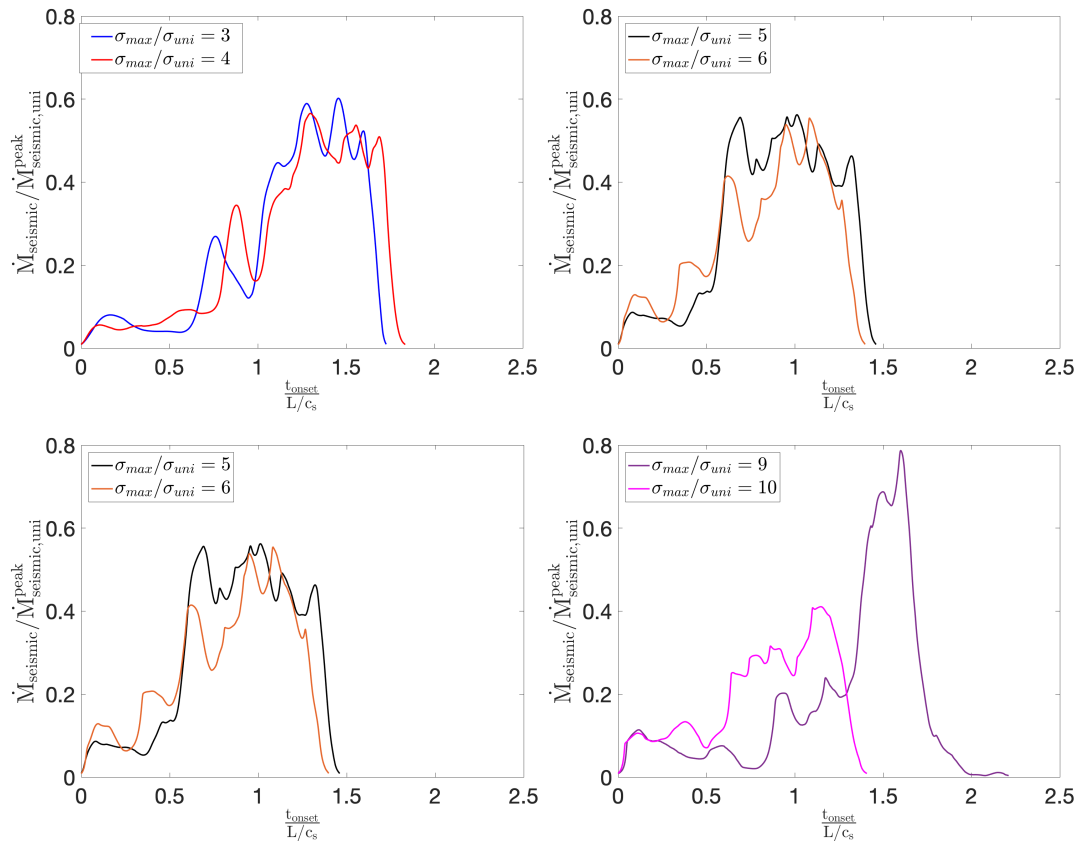 0.8
0.6
0.4
0.2
0
Ṁseismic/Ṁpeakseismic,uni
σmax/σuni = 3
σmax/σuni = 4
0 0.5 1 1.5 2 2.5
tonset
L/cs
0.8
0.6
0.4
0.2
0
Ṁseismic/Ṁpeakseismic,uni
σmax/σuni = 5
σmax/σuni = 6
0 0.5 1 1.5 2 2.5
tonset
L/cs
0.8
0.6
0.4
0.2
0
Ṁseismic/Ṁpeakseismic,uni
σmax/σuni = 5
σmax/σuni = 6
0 0.5 1 1.5 2 2.5
tonset
L/cs
0.8
0.6
0.4
0.2
0
Ṁseismic/Ṁpeakseismic,uni
σmax/σuni = 9
σmax/σuni = 10
0 0.5 1 1.5 2 2.5
tonset
L/cs